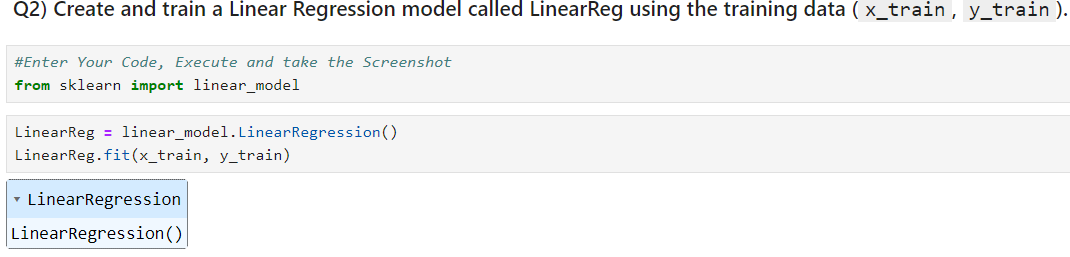 Q2) Create and train a Linear Regression model called LinearReg using the training data ( x_train , y_train ).
#Enter Your Code, Execute and take the Screenshot
from sklearn import linear_model
LinearReg = linear_model.LinearRegression()
LinearReg.fit(x_train, y_train)
▾ LinearRegression
LinearRegression()